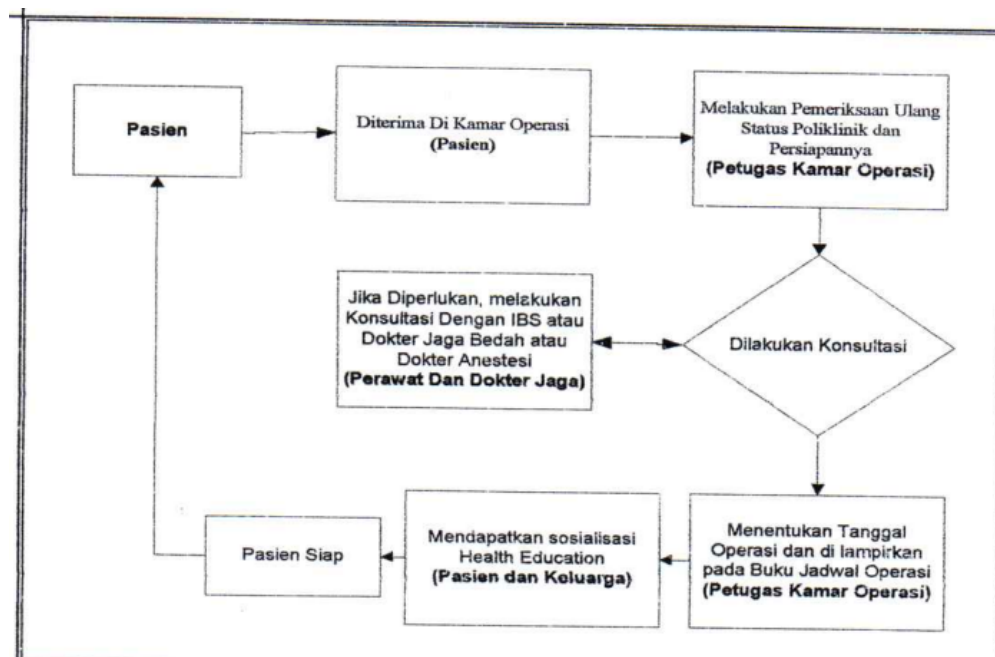 Pasien
Diterima Di Kamar Operasi
(Pasien)
Melakukan Pemeriksaan Ulang
Status Poliklinik dan
Persiapannya
(Petugas Kamar Operasi)
Jika Diperlukan, melakukan
Konsultasi Dengan IBS atau
Dokter Jaga Bedah atau
Dokter Anestesi
(Perawat Dan Dokter Jaga)
Dilakukan Konsultasi
Menentukan Tanggal
Operasi dan di lampirkan
pada Buku Jadwal Operasi
(Petugas Kamar Operasi)
Mendapatkan sosialisasi
Health Education
(Pasien dan Keluarga)
Pasien Siap